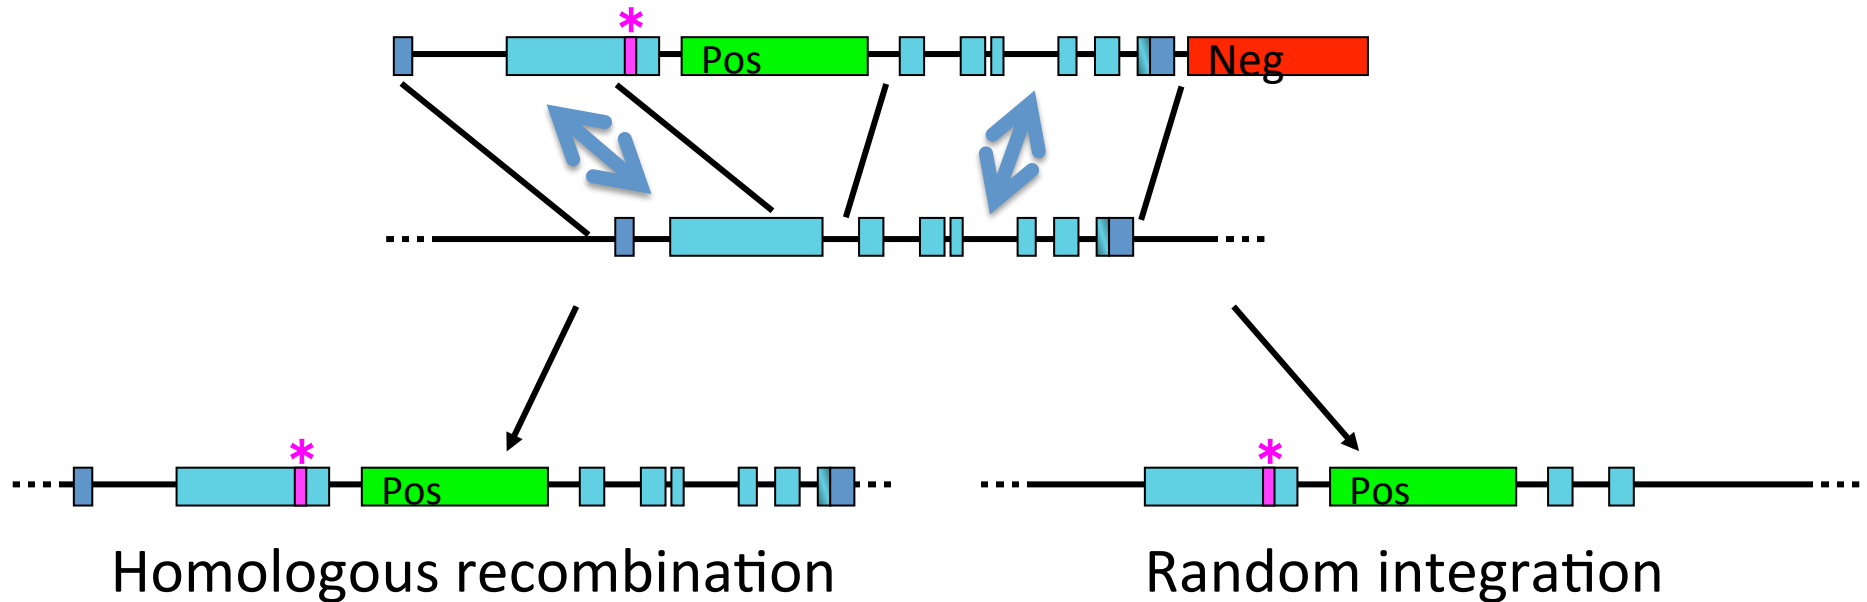 *
Pos
Neg
*
Pos
*
Pos
Homologous recombination
Random integration